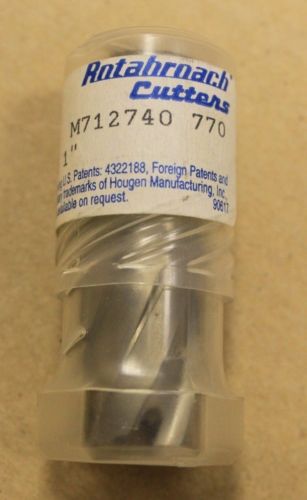 Rotabroach®
Cutters
M712740 770
1"
U.S. Patents: 4322188, Foreign Patents and
trademarks of Hougen Manufacturing, Inc.
available on request. 90617